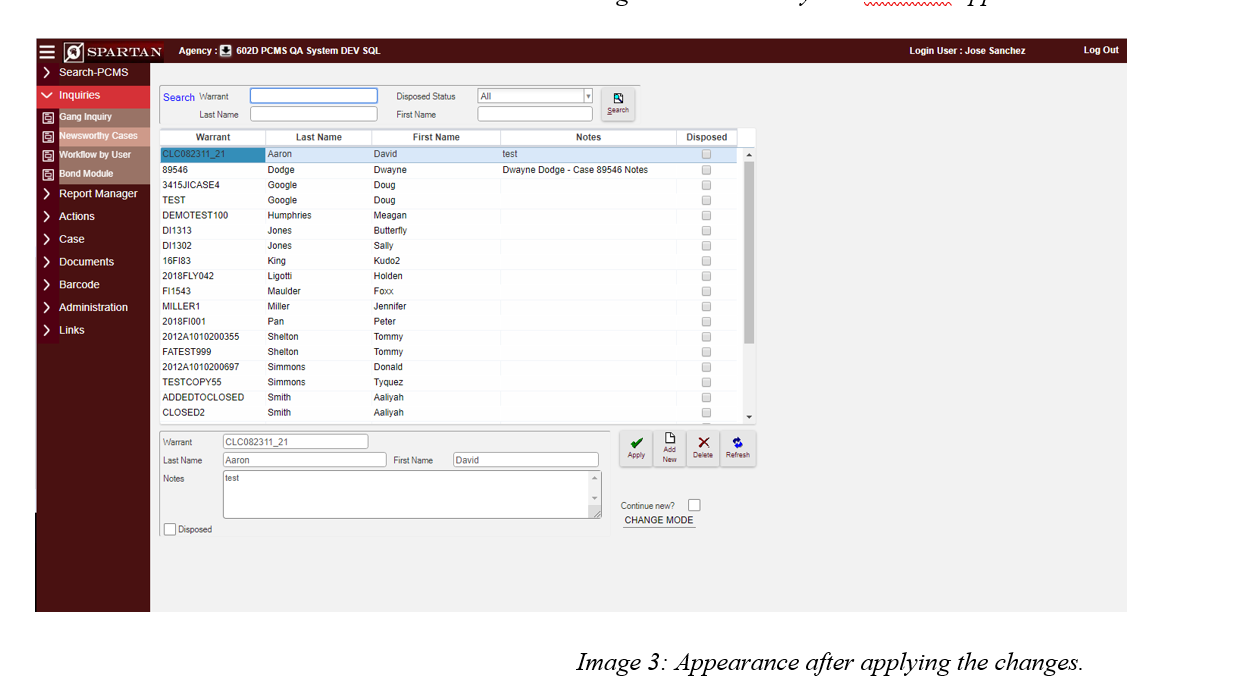 SPARTAN Agency : 602D PCMS QA System DEV SQL Login User : Jose Sanchez Log Out
Search-PCMS
Inquiries
Gang Inquiry
Newsworthy Cases
Workflow by User
Bond Module
Report Manager
Actions
Case
Documents
Barcode
Administration
Links
Search Warrant Disposed Status All
Last Name First Name Search
Warrant Last Name First Name Notes Disposed
CLC082311_21 Aaron David test
89546 Dodge Dwayne Dwayne Dodge - Case 89546 Notes
3415JICASE4 Google Doug
TEST Google Doug
DEMOTEST100 Humphries Meagan
DI1313 Jones Butterfly
DI1302 Jones Sally
16FI83 King Kudo2
2018FLY042 Ligotti Holden
FI1543 Maulder Foxx
MILLER1 Miller Jennifer
2018FI001 Pan Peter
2012A1010200355 Shelton Tommy
FATEST999 Shelton Tommy
2012A1010200697 Simmons Donald
TESTCOPY55 Simmons Tyquez
ADDEDTOCLOSED Smith Aaliyah
CLOSED2 Smith Aaliyah
Warrant CLC082311_21
Last Name Aaron First Name David
Notes test
Disposed
Apply Add New Delete Refresh
Continue new?
CHANGE MODE
Image 3: Appearance after applying the changes.